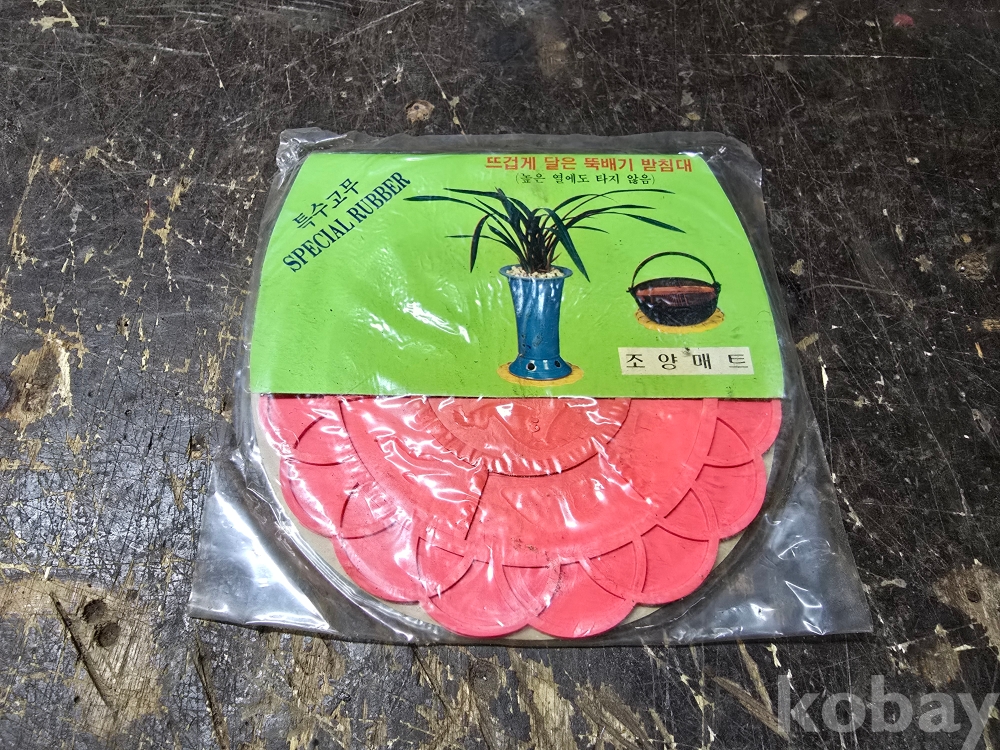 뜨겁게 달은 뚝배기 받침대
(높은 열에도 타지 않음)
특수고무
SPECIAL RUBBER
조양매트
kobay